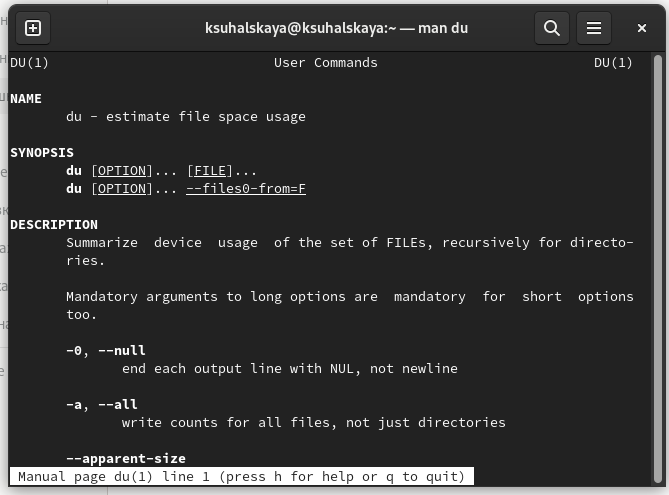 ksuhalskaya@ksuhalskaya:~ — man du
DU(1) User Commands DU(1)
NAME
du - estimate file space usage
SYNOPSIS
du [OPTION]... [FILE]...
du [OPTION]... --files0-from=F
DESCRIPTION
Summarize device usage of the set of FILEs, recursively for directo-
ries.
Mandatory arguments to long options are mandatory for short options
too.
-0, --null
end each output line with NUL, not newline
-a, --all
write counts for all files, not just directories
--apparent-size
Manual page du(1) line 1 (press h for help or q to quit)